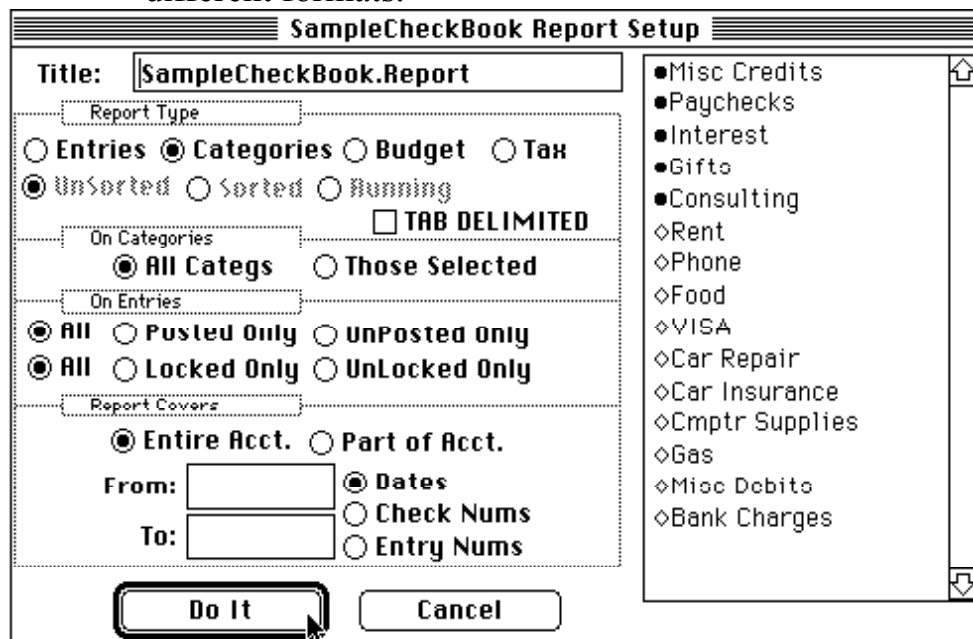 different formats.
SampleCheckBook Report Setup
Title: SampleCheckBook.Report
Report Type
Entries Categories Budget Tax
UnSorted Sorted Running
TAB DELIMITED
On Categories
All Categs Those Selected
On Entries
All Posted Only UnPosted Only
All Locked Only UnLocked Only
Report Covers
Entire Acct. Part of Acct.
From:
Dates
Check Nums
To:
Entry Nums
Do It Cancel
Misc Credits
Paychecks
Interest
Gifts
Consulting
Rent
Phone
Food
VISA
Car Repair
Car Insurance
Cmptr Supplies
Gas
Misc Debits
Bank Charges